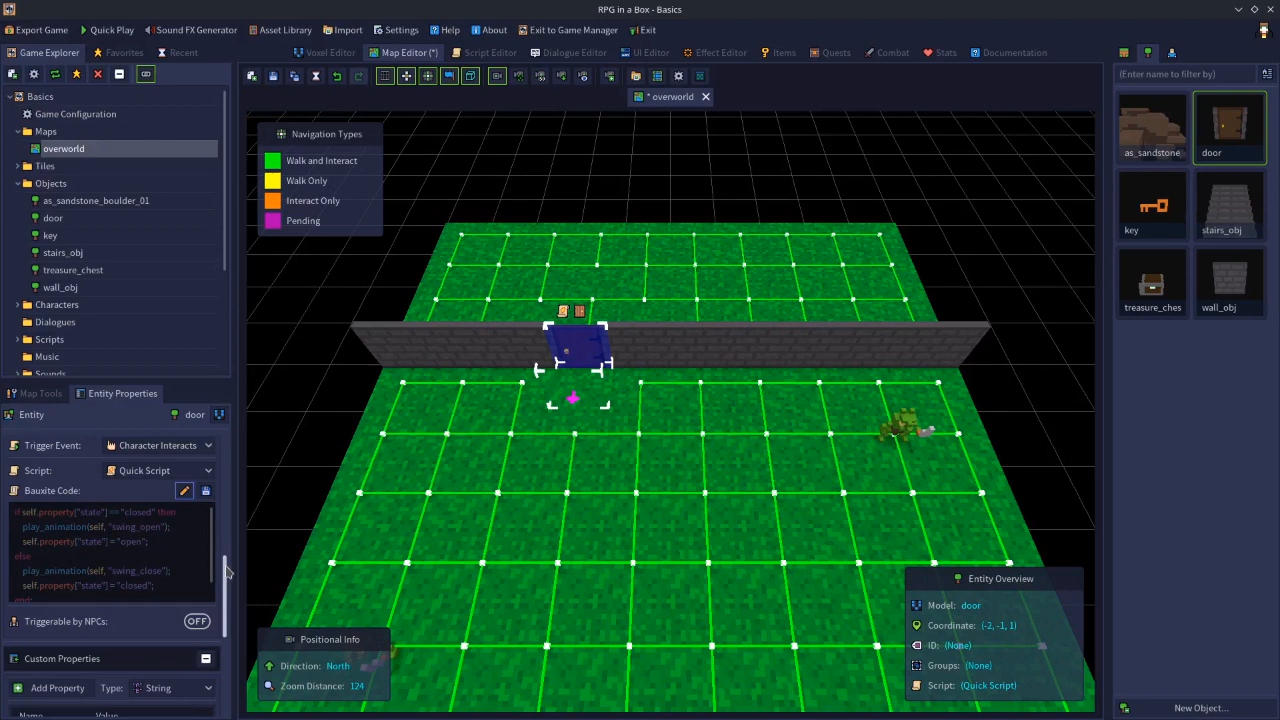 RPG in a Box - Basics
Export Game Quick Play Sound FX Generator Asset Library Import Settings Help About Exit to Game Manager Exit
Game Explorer Favorites Recent Voxel Editor Map Editor (*) Script Editor Dialogue Editor UI Editor Effect Editor Items Quests Combat Stats Documentation
(Enter name to filter by)
* overworld
Basics
Game Configuration
Maps
overworld
Tiles
Objects
as_sandstone_boulder_01
door
key
stairs_obj
treasure_chest
wall_obj
Characters
Dialogues
Scripts
Music
Sounds
Navigation Types
Walk and Interact
Walk Only
Interact Only
Pending
as_sandstone door
key stairs_obj
treasure_ches wall_obj
Map Tools Entity Properties
Entity door
Trigger Event: Character Interacts
Script: Quick Script
Bauxite Code:
if self.property["state"] == "closed" then
play_animation(self, "swing_open");
self.property["state"] = "open";
else
play_animation(self, "swing_close");
self.property["state"] = "closed";
end;
Triggerable by NPCs: OFF
Custom Properties
Add Property Type: String
Name Value
Positional Info
Direction: North
Zoom Distance: 124
Entity Overview
Model: door
Coordinate: (-2, -1, 1)
ID: (None)
Groups: (None)
Script: (Quick Script)
New Object...